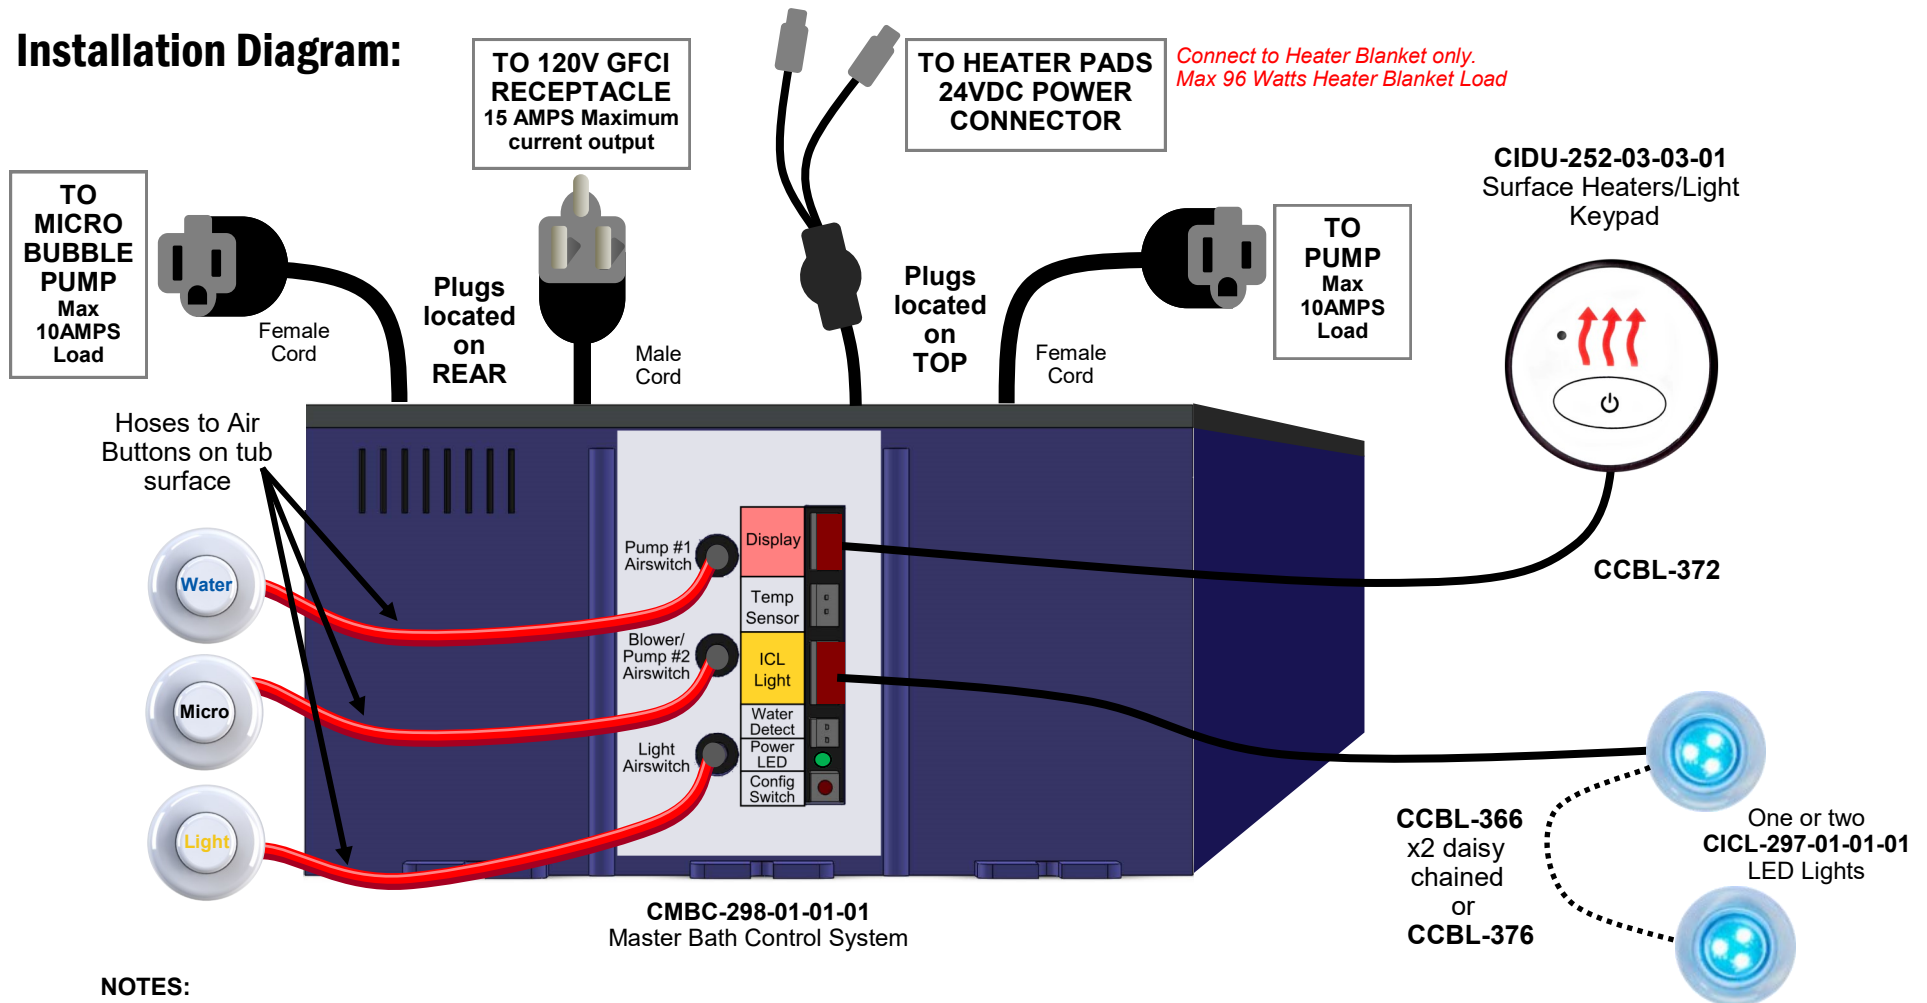 Installation Diagram:
TO 120V GFCI
RECEPTACLE
15 AMPS Maximum
current output
TO HEATER PADS
24VDC POWER
CONNECTOR
Connect to Heater Blanket only.
Max 96 Watts Heater Blanket Load
CIDU-252-03-03-01
Surface Heaters/Light
Keypad
TO
MICRO
BUBBLE
PUMP
Max
10AMPS
Load
Female
Cord
Plugs
located
on
REAR
Male
Cord
Plugs
located
on
TOP
Female
Cord
TO
PUMP
Max
10AMPS
Load
Hoses to Air
Buttons on tub
surface
Water
Micro
Light
Pump #1
Airswitch
Blower/
Pump #2
Airswitch
Light
Airswitch
Display
Temp
Sensor
ICL
Light
Water
Detect
Power
LED
Config
Switch
CCBL-372
CCBL-366
x2 daisy
chained
or
CCBL-376
One or two
CICL-297-01-01-01
LED Lights
CMBC-298-01-01-01
Master Bath Control System
NOTES: